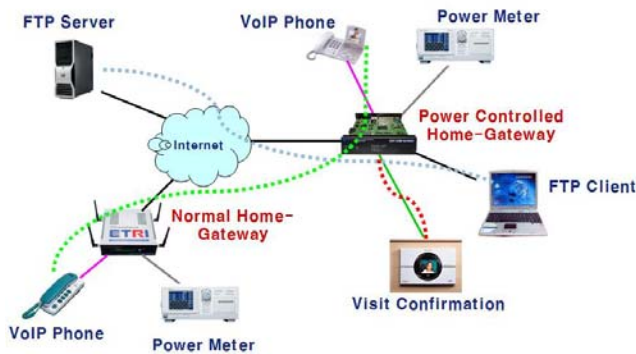 VoIP Phone
Power Meter
FTP Server
Power Controlled
Home-Gateway
Internet
FTP Client
Normal Home-
Gateway
ETRI
Visit Confirmation
VoIP Phone
Power Meter